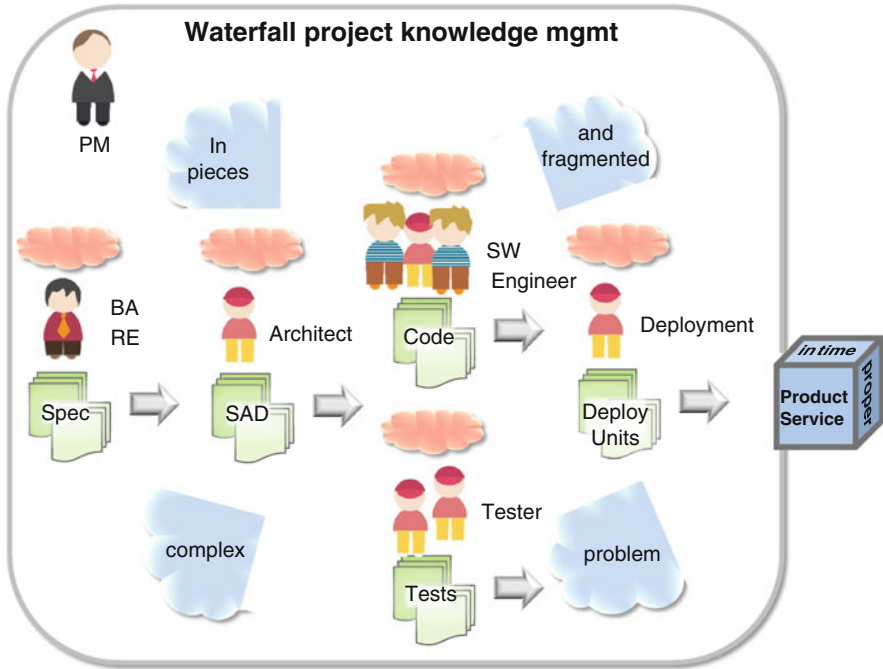 Waterfall project knowledge mgmt
PM
In
pieces
and
fragmented
BA
RE
Architect
SW
Engineer
Deployment
Spec
SAD
Code
Deploy
Units
in time
proper
Product
Service
complex
Tester
Tests
problem